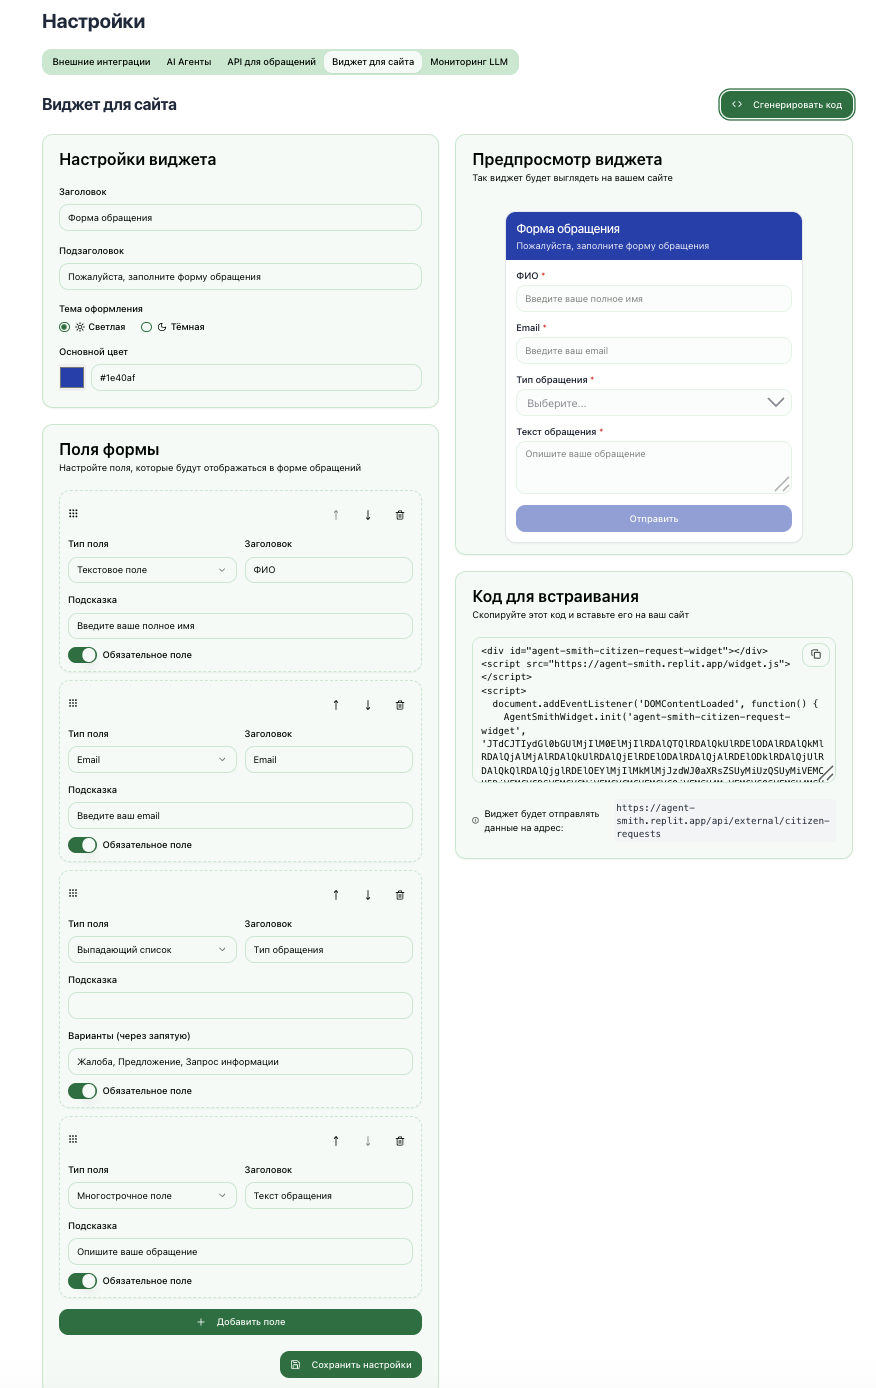 Настройки
Внешние интеграции
AI Агенты
API для обращений
Виджет для сайта
Мониторинг LLM
Виджет для сайта
Сгенерировать код
Настройки виджета
Заголовок
Форма обращения
Подзаголовок
Пожалуйста, заполните форму обращения
Тема оформления
Светлая
Тёмная
Основной цвет
#1e40af
Поля формы
Настройте поля, которые будут отображаться в форме обращений
Тип поля
Заголовок
Текстовое поле
ФИО
Подсказка
Введите ваше полное имя
Обязательное поле
Тип поля
Заголовок
Email
Email
Подсказка
Введите ваш email
Обязательное поле
Тип поля
Заголовок
Выпадающий список
Тип обращения
Подсказка
Варианты (через запятую)
Жалоба, Предложение, Запрос информации
Обязательное поле
Тип поля
Заголовок
Многострочное поле
Текст обращения
Подсказка
Опишите ваше обращение
Обязательное поле
Добавить поле
Сохранить настройки
Предпросмотр виджета
Так виджет будет выглядеть на вашем сайте
Форма обращения
Пожалуйста, заполните форму обращения
ФИО *
Введите ваше полное имя
Email *
Введите ваш email
Тип обращения *
Выберите...
Текст обращения *
Опишите ваше обращение
Отправить
Код для встраивания
Скопируйте этот код и вставьте его на ваш сайт
<div id="agent-smith-citizen-request-widget"></div>
<script src="https://agent-smith.replit.app/widget.js">
</script>
<script>
document.addEventListener('DOMContentLoaded', function() {
AgentSmithWidget.init('agent-smith-citizen-request-
widget',
'JTdCJTIydGl0bGUlMjIlM0ElMjIlRDAlQTQlRDAlQkUlRDElODAlRDAlQkMl
RDAlQjAlMjAlRDAlQkUlRDAlQjElRDElODAlRDAlQjAlRDElODklRDAlQjUlR
DAlQkQlRDAlQjglRDElOEYlMjIlMkMlMjJzdWJ0aXRsZSUyMiUzQSUyMiVEMC
Виджет будет отправлять
данные на адрес:
https://agent-
smith.replit.app/api/external/citizen-
requests